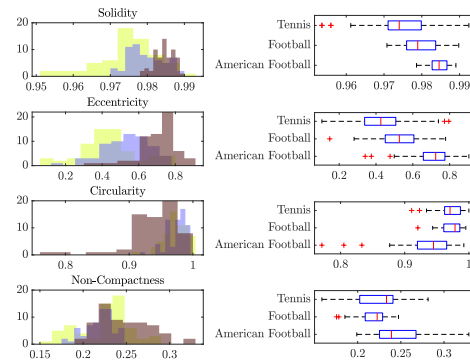 Solidity
20
10
0
0.95 0.96 0.97 0.98 0.99
Tennis
Football
American Football
0.96 0.97 0.98 0.99
Eccentricity
20
10
0
0.2 0.4 0.6 0.8
Tennis
Football
American Football
0.2 0.4 0.6 0.8
Circularity
20
10
0
0.8 0.9 1
Tennis
Football
American Football
0.8 0.9 1
Non-Compactness
20
10
0
0.15 0.2 0.25 0.3
Tennis
Football
American Football
0.2 0.25 0.3